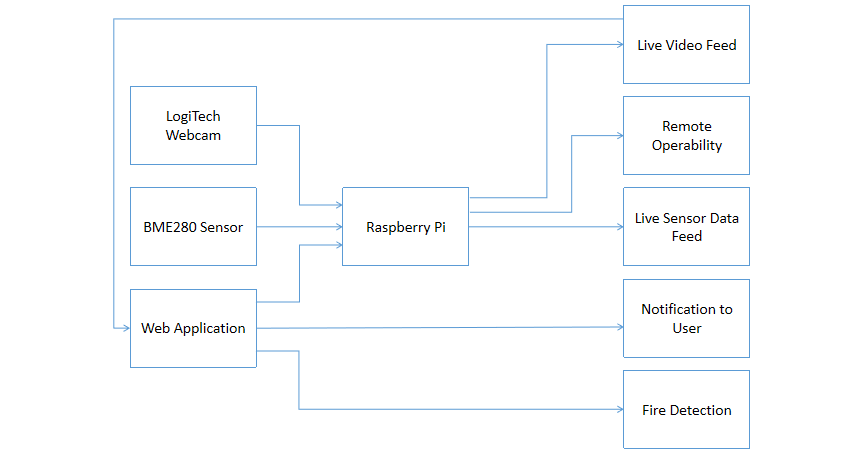 Live Video Feed
LogiTech
Webcam
Remote
Operability
BME280 Sensor
Raspberry Pi
Live Sensor Data
Feed
Web Application
Notification to
User
Fire Detection